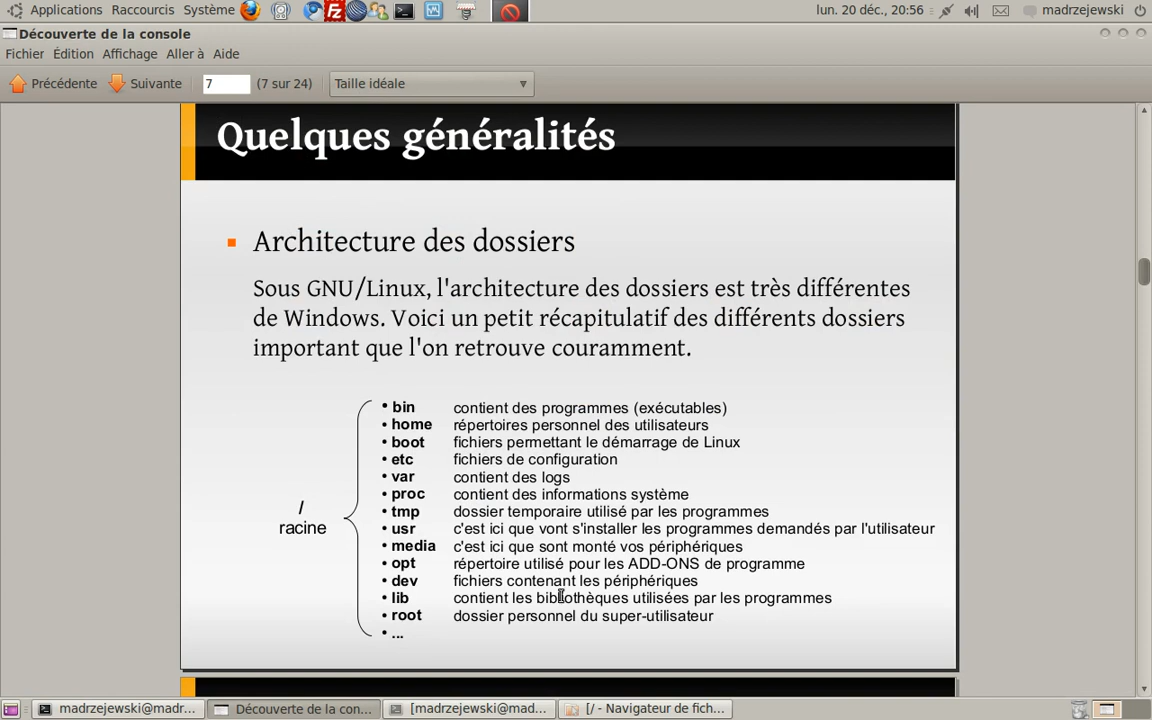 Applications Raccourcis Système lun. 20 déc., 20:56 madrzejewski
Découverte de la console
Fichier Édition Affichage Aller à Aide
Précédente Suivante 7 (7 sur 24) Taille idéale
Quelques généralités
Architecture des dossiers
Sous GNU/Linux, l'architecture des dossiers est très différentes
de Windows. Voici un petit récapitulatif des différents dossiers
important que l'on retrouve couramment.
/
racine
• bin contient des programmes (exécutables)
• home répertoires personnel des utilisateurs
• boot fichiers permettant le démarrage de Linux
• etc fichiers de configuration
• var contient des logs
• proc contient des informations système
• tmp dossier temporaire utilisé par les programmes
• usr c'est ici que vont s'installer les programmes demandés par l'utilisateur
• media c'est ici que sont monté vos périphériques
• opt répertoire utilisé pour les ADD-ONS de programme
• dev fichiers contenant les périphériques
• lib contient les bibliothèques utilisées par les programmes
• root dossier personnel du super-utilisateur
• ...
madrzejewski@madr... Découverte de la con... [madrzejewski@mad... [/ - Navigateur de fich...